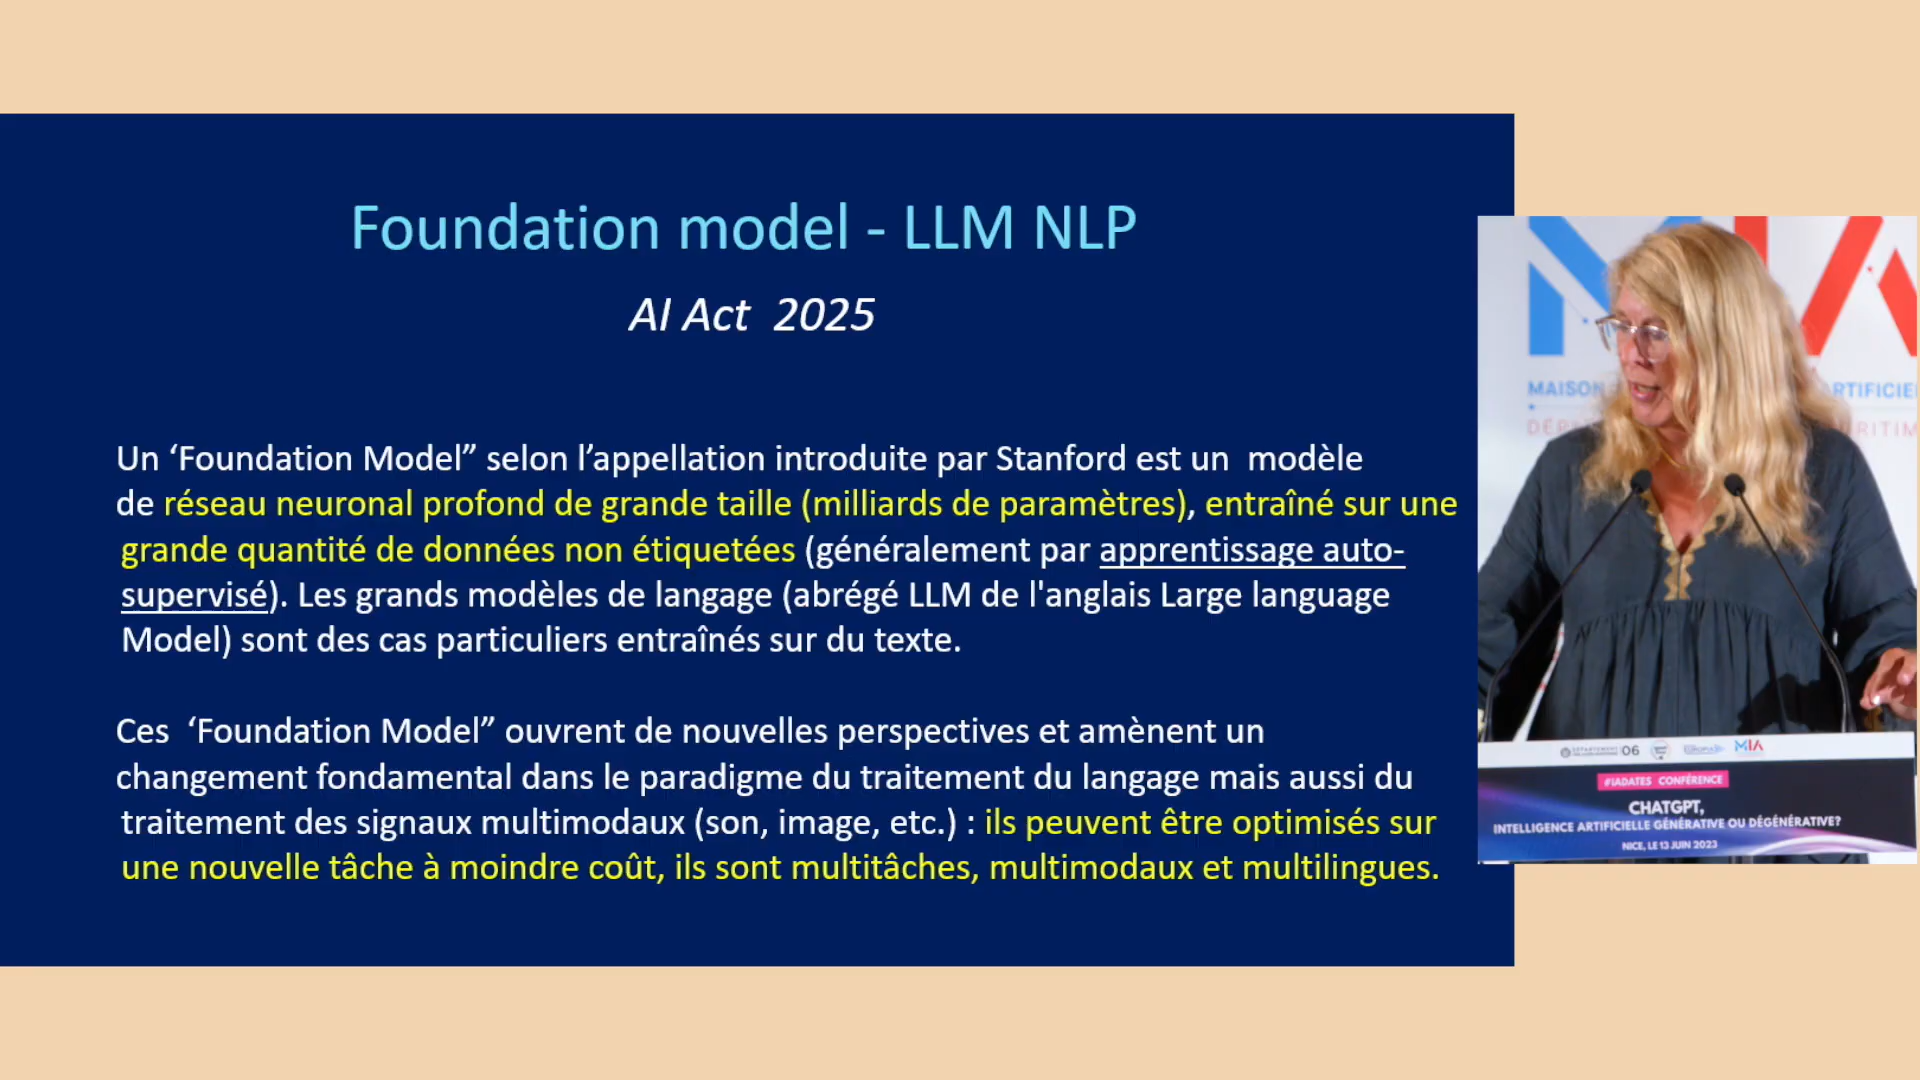 Foundation model - LLM NLP
AI Act  2025
Un ‘Foundation Model” selon l’appellation introduite par Stanford est un  modèle
de réseau neuronal profond de grande taille (milliards de paramètres), entraîné sur une
grande quantité de données non étiquetées (généralement par apprentissage auto-
supervisé). Les grands modèles de langage (abrégé LLM de l'anglais Large language
Model) sont des cas particuliers entraînés sur du texte.
Ces  ‘Foundation Model” ouvrent de nouvelles perspectives et amènent un
changement fondamental dans le paradigme du traitement du langage mais aussi du
traitement des signaux multimodaux (son, image, etc.) : ils peuvent être optimisés sur
une nouvelle tâche à moindre coût, ils sont multitâches, multimodaux et multilingues.
MIA
MAISON
06
MIA
#IADATES CONFÉRENCE
CHATGPT,
INTELLIGENCE ARTIFICIELLE GÉNÉRATIVE OU DÉGÉNÉRATIVE?
NICE, LE 13 JUIN 2023